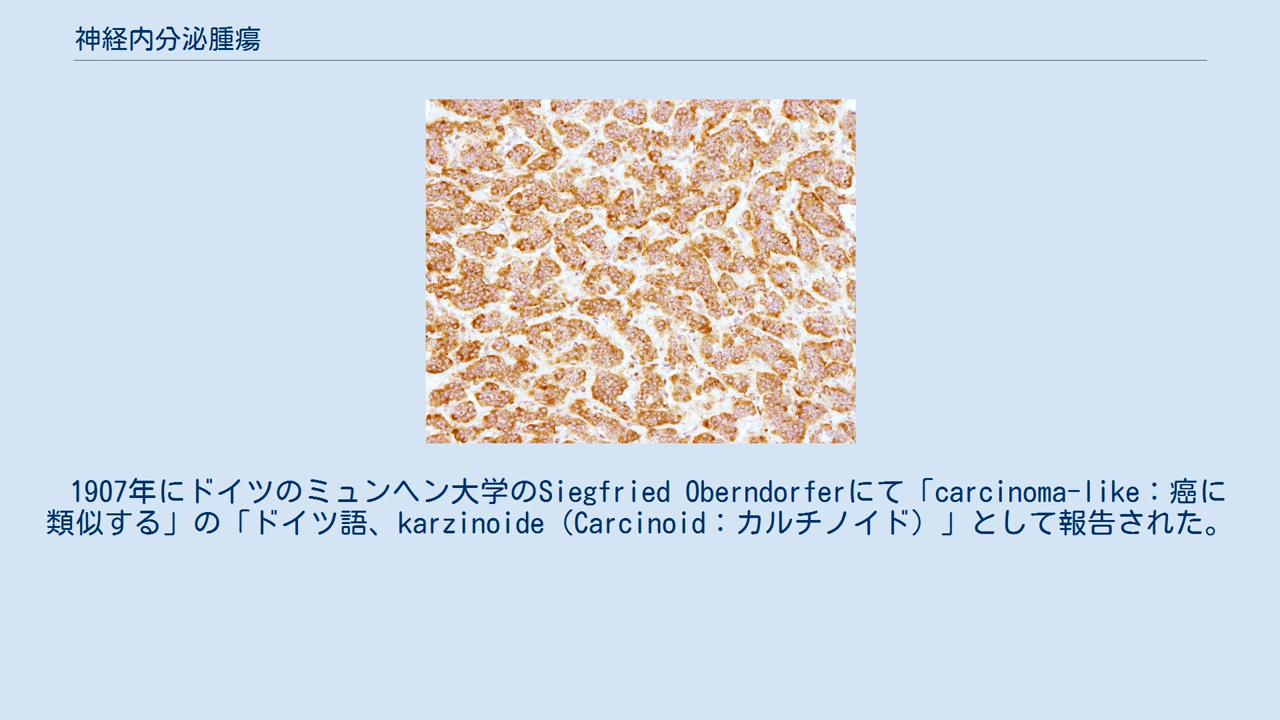 神経内分泌腫瘍
1907年にドイツのミュンヘン大学のSiegfried Oberndorferにて「carcinoma-like：癌に
類似する」の「ドイツ語、karzinoide（Carcinoid：カルチノイド）」として報告された。